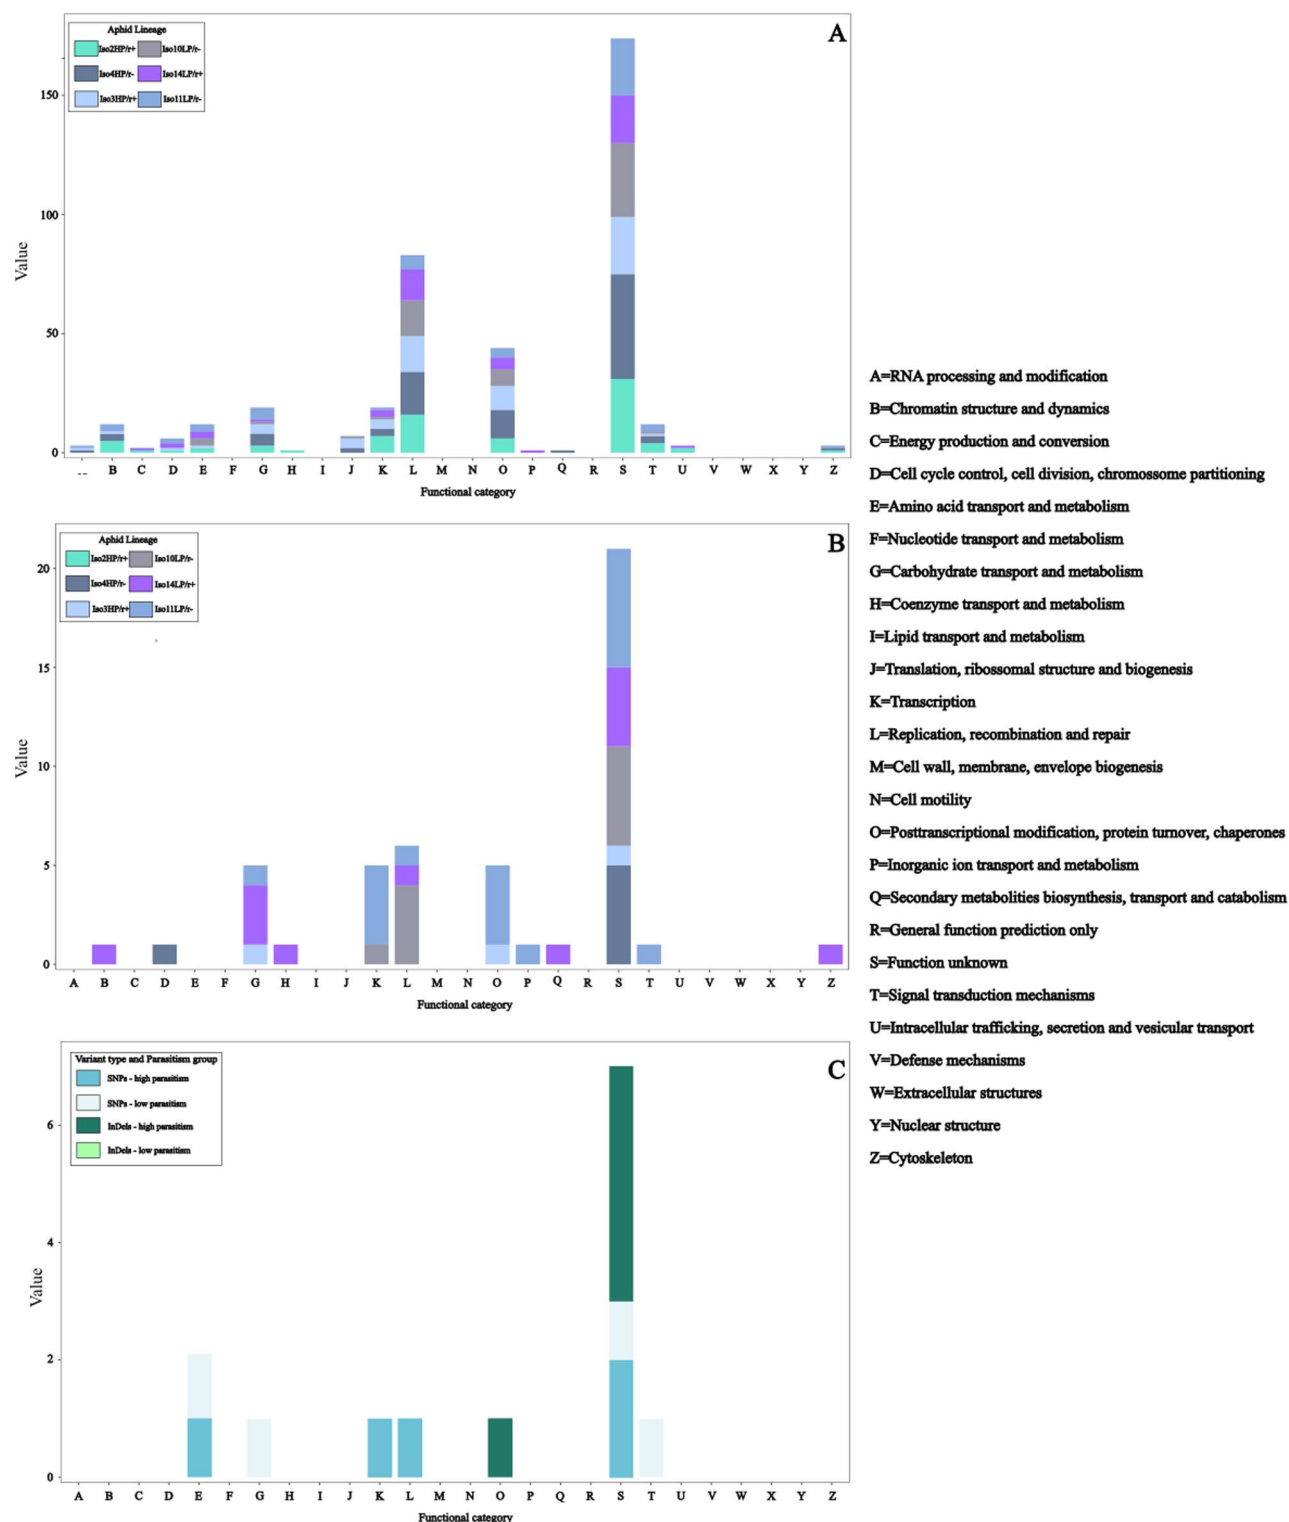 A
Aphid Lineage
Iso2HP/r+ Iso10LP/r-
Iso4HP/r- Iso14LP/r+
Iso3HP/r+ Iso11LP/r-
150
100
50
0
Value
-- B C D E F G H I J K L M N O P Q R S T U V W X Y Z
Functional category
B
Aphid Lineage
Iso2HP/r+ Iso10LP/r-
Iso4HP/r- Iso14LP/r+
Iso3HP/r+ Iso11LP/r-
20
15
10
5
0
Value
A B C D E F G H I J K L M N O P Q R S T U V W X Y Z
Functional category
C
Variant type and Parasitism group
SNPs - high parasitism
SNPs - low parasitism
InDels - high parasitism
InDels - low parasitism
6
4
2
0
Value
A B C D E F G H I J K L M N O P Q R S T U V W X Y Z
Functional category
A=RNA processing and modification
B=Chromatin structure and dynamics
C=Energy production and conversion
D=Cell cycle control, cell division, chromossome partitioning
E=Amino acid transport and metabolism
F=Nucleotide transport and metabolism
G=Carbohydrate transport and metabolism
H=Coenzyme transport and metabolism
I=Lipid transport and metabolism
J=Translation, ribossomal structure and biogenesis
K=Transcription
L=Replication, recombination and repair
M=Cell wall, membrane, envelope biogenesis
N=Cell motility
O=Posttranscriptional modification, protein turnover, chaperones
P=Inorganic ion transport and metabolism
Q=Secondary metabolities biosynthesis, transport and catabolism
R=General function prediction only
S=Function unknown
T=Signal transduction mechanisms
U=Intracellular trafficking, secretion and vesicular transport
V=Defense mechanisms
W=Extracellular structures
Y=Nuclear structure
Z=Cytoskeleton